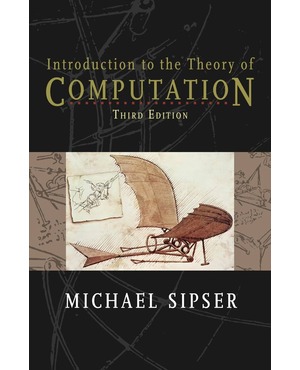 Introduction to the Theory of
COMPUTATION
THIRD EDITION
MICHAEL SIPSER